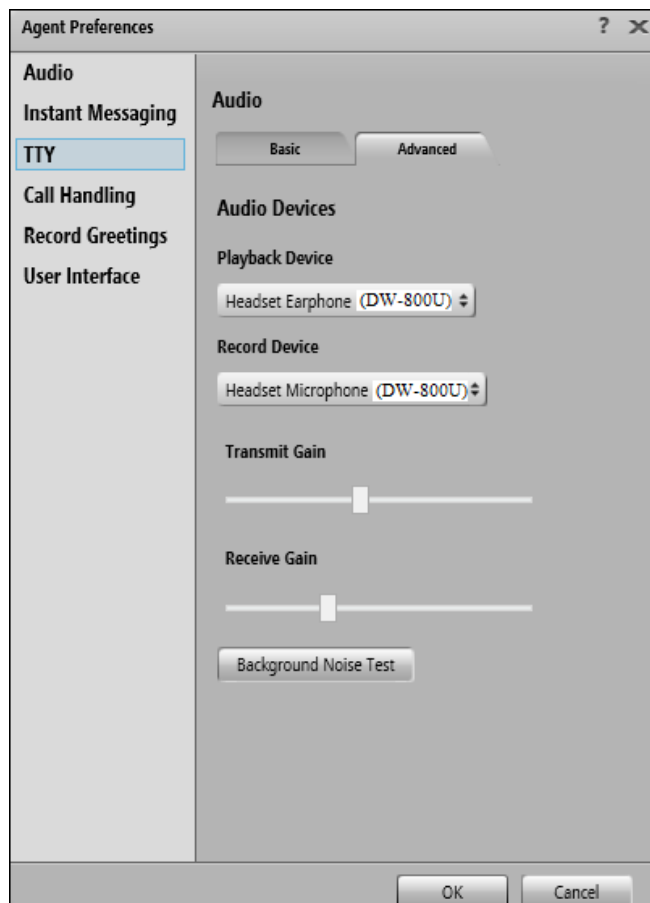 Agent Preferences ?
Audio
Instant Messaging
TTY
Call Handling
Record Greetings
User Interface
Audio
Basic Advanced
Audio Devices
Playback Device
Headset Earphone (DW-800U)
Record Device
Headset Microphone (DW-800U)
Transmit Gain
Receive Gain
Background Noise Test
OK Cancel